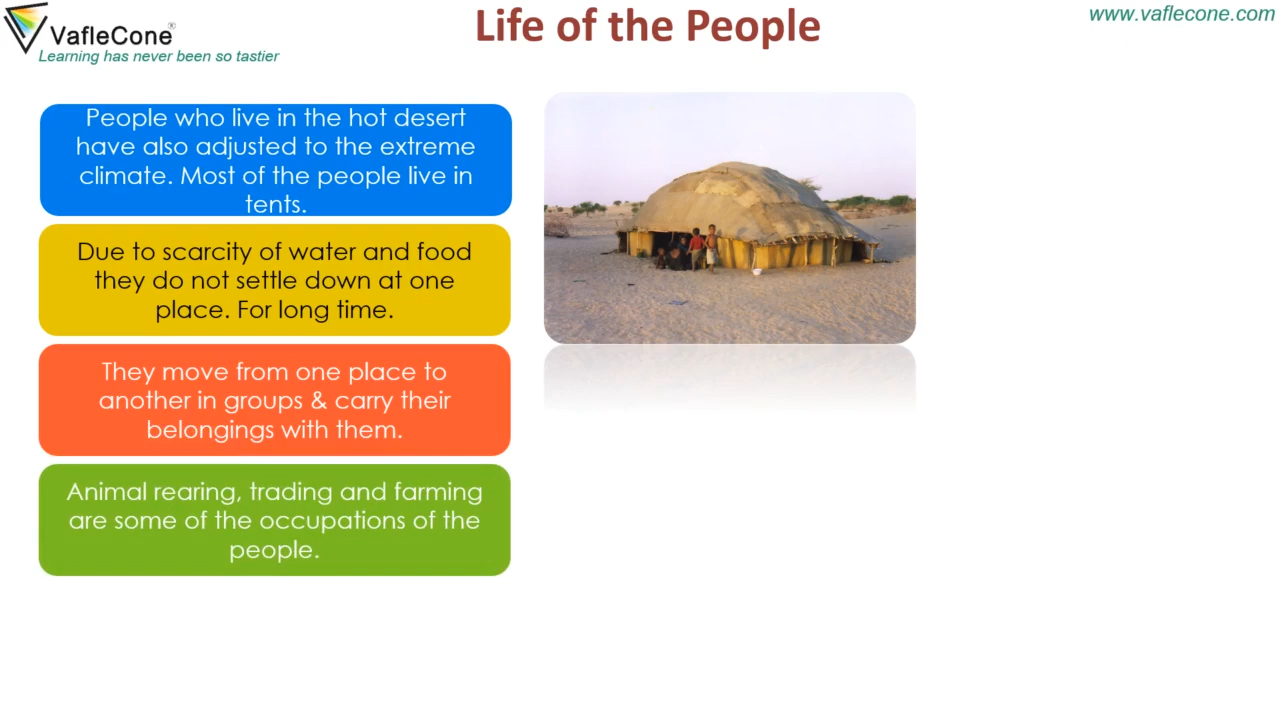 VafleCone®
Learning has never been so tastier
Life of the People
www.vaflecone.com
People who live in the hot desert
have also adjusted to the extreme
climate. Most of the people live in
tents.
Due to scarcity of water and food
they do not settle down at one
place. For long time.
They move from one place to
another in groups & carry their
belongings with them.
Animal rearing, trading and farming
are some of the occupations of the
people.